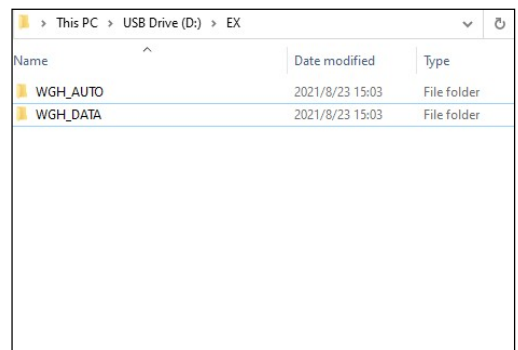 This PC > USB Drive (D:) > EX
Name Date modified Type
WGH_AUTO 2021/8/23 15:03 File folder
WGH_DATA 2021/8/23 15:03 File folder